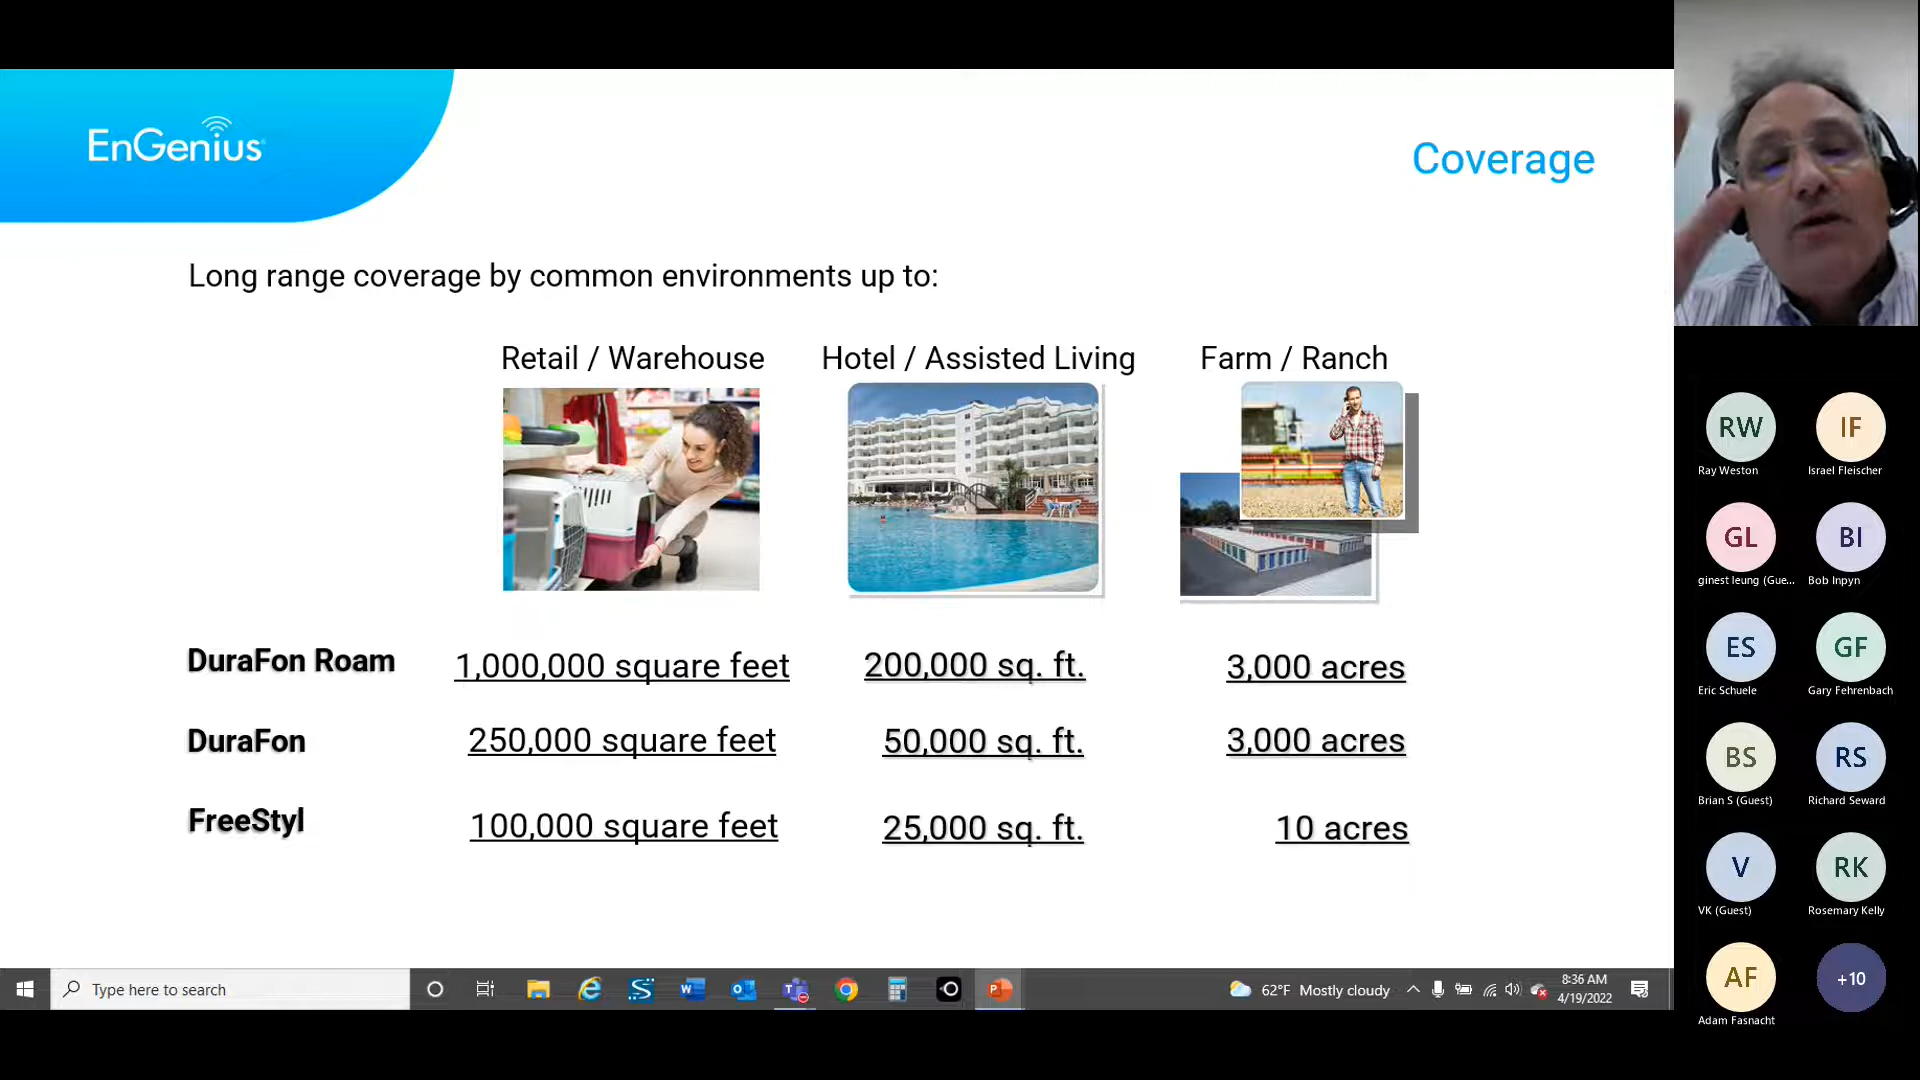 EnGenius
Coverage
Long range coverage by common environments up to:
Retail / Warehouse
Hotel / Assisted Living
Farm / Ranch
DuraFon Roam
1,000,000 square feet
200,000 sq. ft.
3,000 acres
DuraFon
250,000 square feet
50,000 sq. ft.
3,000 acres
FreeStyl
100,000 square feet
25,000 sq. ft.
10 acres
Type here to search
62°F Mostly cloudy
8:36 AM
4/19/2022
RW
Ray Weston
IF
Israel Fleischer
GL
ginest leung (Gue...
BI
Bob Inpyn
ES
Eric Schuele
GF
Gary Fehrenbach
BS
Brian S (Guest)
RS
Richard Seward
V
VK (Guest)
RK
Rosemary Kelly
AF
Adam Fasnacht
+10